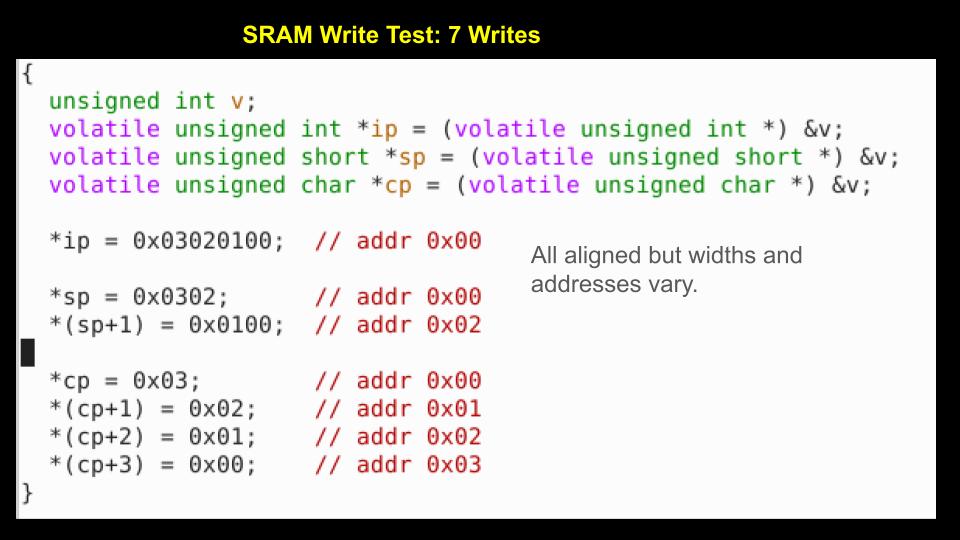 SRAM Write Test: 7 Writes
{
unsigned int v;
volatile unsigned int *ip = (volatile unsigned int *) &v;
volatile unsigned short *sp = (volatile unsigned short *) &v;
volatile unsigned char *cp = (volatile unsigned char *) &v;
*ip = 0x03020100; // addr 0x00
All aligned but widths and
addresses vary.
*sp = 0x0302; // addr 0x00
*(sp+1) = 0x0100; // addr 0x02
*cp = 0x03; // addr 0x00
*(cp+1) = 0x02; // addr 0x01
*(cp+2) = 0x01; // addr 0x02
*(cp+3) = 0x00; // addr 0x03
}